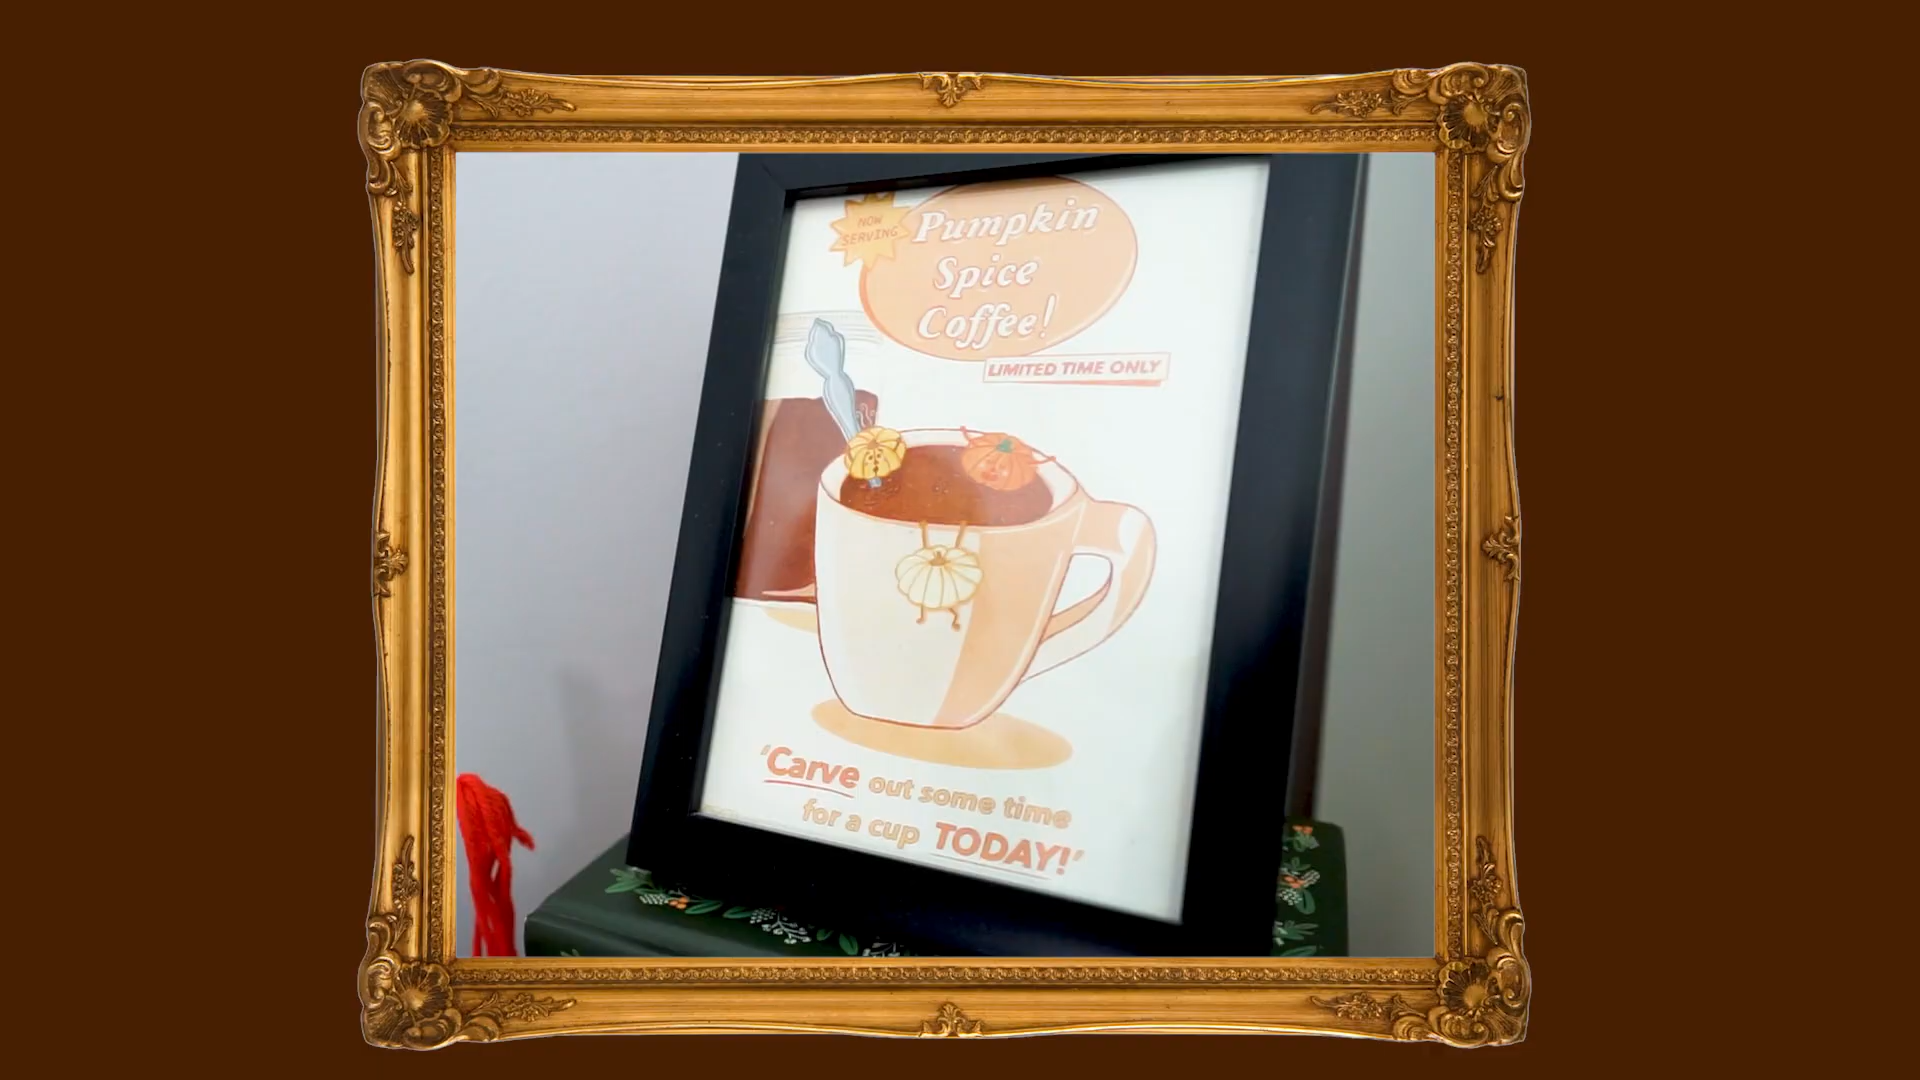 NOW
SERVING
Pumpkin
Spice
Coffee!
LIMITED TIME ONLY
'Carve out some time
for a cup TODAY!'